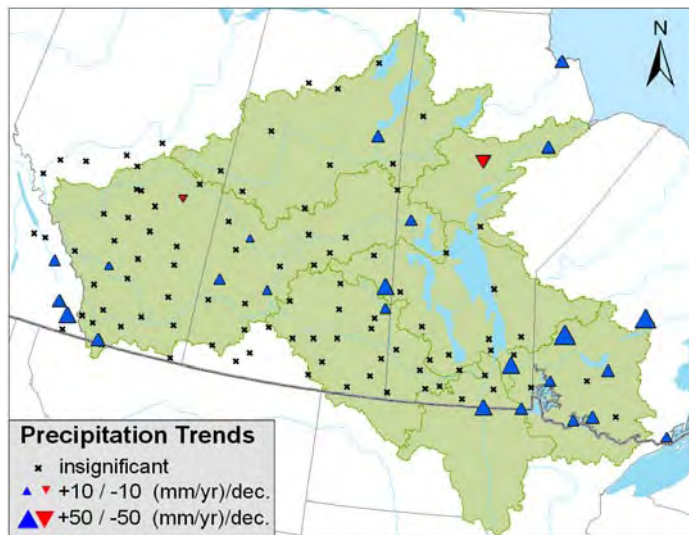 N
Precipitation Trends
insignificant
+10 / -10 (mm/yr)/dec.
+50 / -50 (mm/yr)/dec.